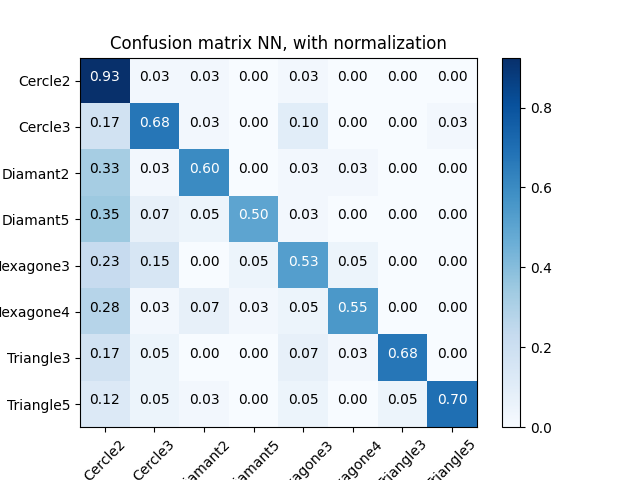 Confusion matrix NN, with normalization
Cercle2 0.93 0.03 0.03 0.00 0.03 0.00 0.00 0.00
Cercle3 0.17 0.68 0.03 0.00 0.10 0.00 0.00 0.03
Diamant2 0.33 0.03 0.60 0.00 0.03 0.03 0.00 0.00
Diamant5 0.35 0.07 0.05 0.50 0.03 0.00 0.00 0.00
exagone3 0.23 0.15 0.00 0.05 0.53 0.05 0.00 0.00
exagone4 0.28 0.03 0.07 0.03 0.05 0.55 0.00 0.00
Triangle3 0.17 0.05 0.00 0.00 0.07 0.03 0.68 0.00
Triangle5 0.12 0.05 0.03 0.00 0.05 0.00 0.05 0.70
Cercle2 Cercle3 iamant2 iamant5 agone3 agone4 riangle3 riangle5
0.8
0.6
0.4
0.2
0.0